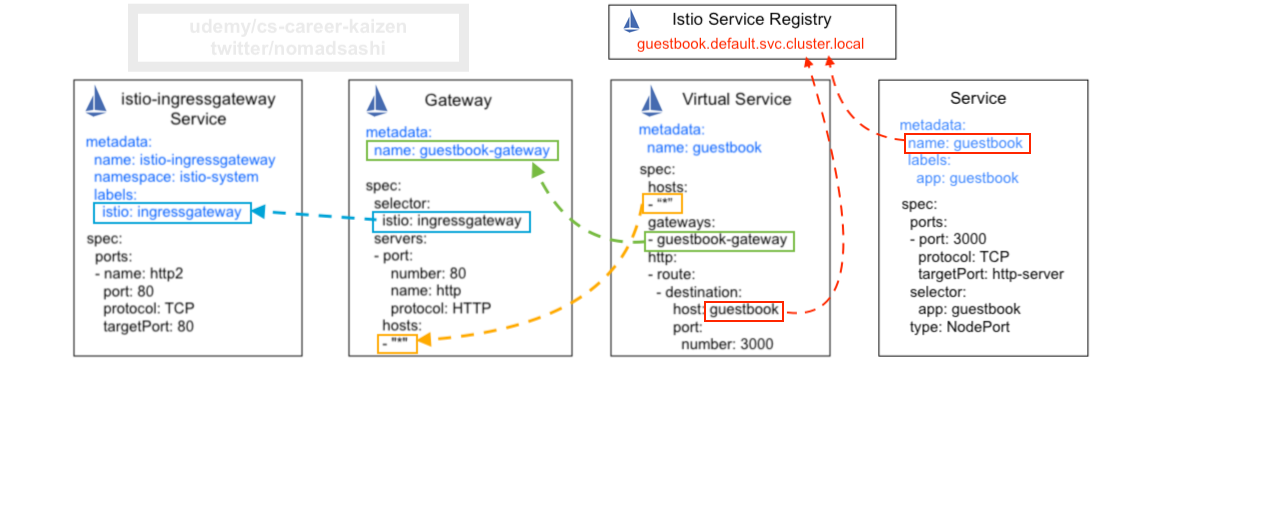 udemy/cs-career-kaizen
twitter/nomadsashi
Istio Service Registry
guestbook.default.svc.cluster.local
istio-ingressgateway
Service
metadata:
name: istio-ingressgateway
namespace: istio-system
labels:
istio: ingressgateway
spec:
ports:
- name: http2
port: 80
protocol: TCP
targetPort: 80
Gateway
metadata:
name: guestbook-gateway
spec:
selector:
istio: ingressgateway
servers:
- port:
number: 80
name: http
protocol: HTTP
hosts:
- "*"
Virtual Service
metadata:
name: guestbook
spec:
hosts:
- "*"
gateways:
- guestbook-gateway
http:
- route:
- destination:
host: guestbook
port:
number: 3000
Service
metadata:
name: guestbook
labels:
app: guestbook
spec:
ports:
- port: 3000
protocol: TCP
targetPort: http-server
selector:
app: guestbook
type: NodePort